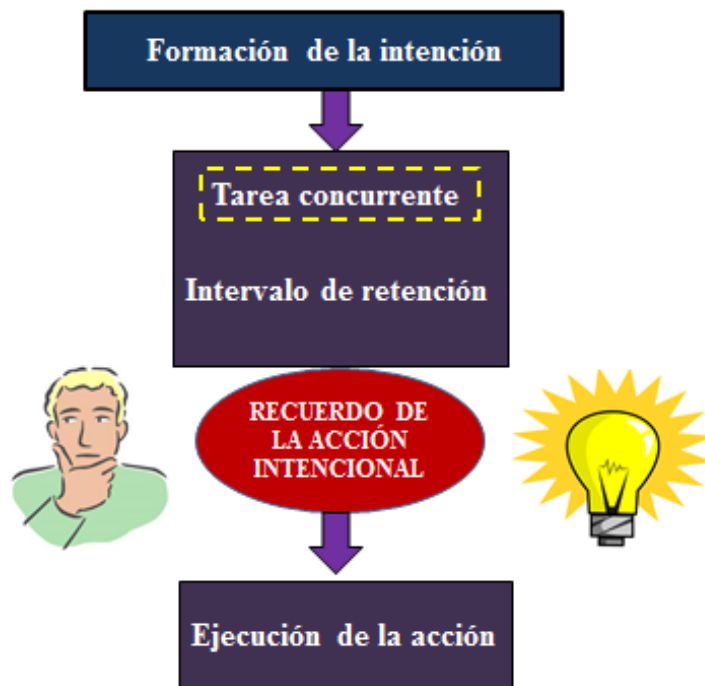 Formación de la intención
Tarea concurrente
Intervalo de retención
RECUERDO DE
LA ACCIÓN
INTENCIONAL
Ejecución de la acción